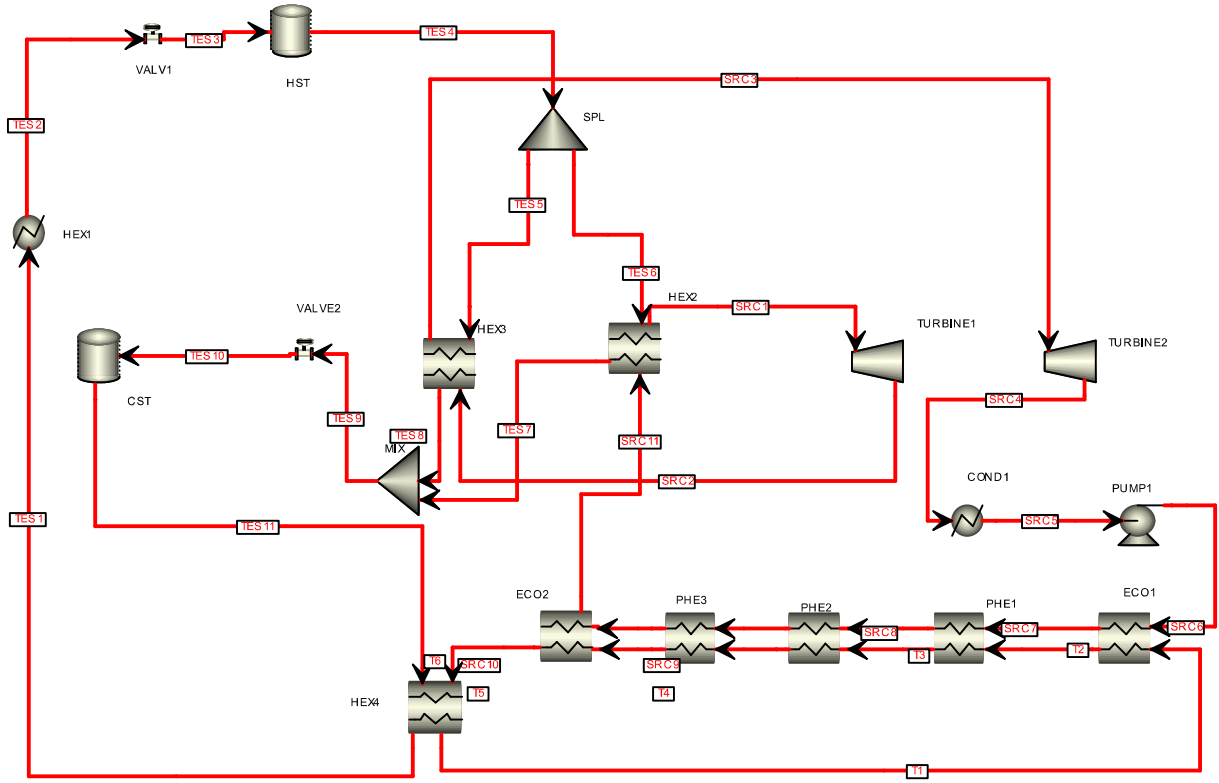 TES3
TES4
VALV1
HST
SRC3
SPL
TES2
TES5
HEX1
TES6
HEX2
SRC1
VALVE2
HEX3
TURBINE1
TURBINE2
TES10
CST
SRC4
TES9
TES8
TES7
SRC11
MIX
SRC2
COND1
PUMP1
TES1
TES11
SRC5
ECO2
PHE3
PHE2
PHE1
ECO1
SRC8
SRC7
SRC6
T6
SRC10
SRC9
T3
T2
T5
T4
HEX4
T1